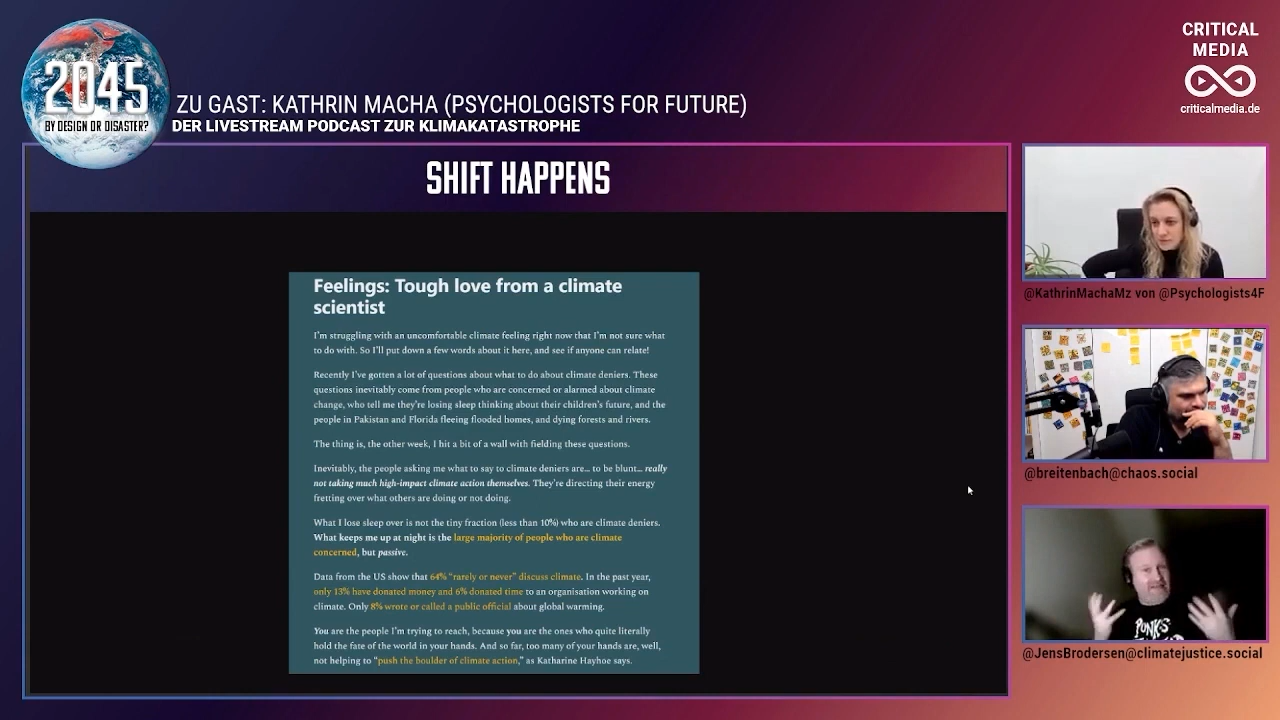 2045
BY DESIGN OR DISASTER?
ZU GAST: KATHRIN MACHA (PSYCHOLOGISTS FOR FUTURE)
DER LIVESTREAM PODCAST ZUR KLIMAKATASTROPHE
CRITICAL
MEDIA
criticalmedia.de
SHIFT HAPPENS
Feelings: Tough love from a climate
scientist
I'm struggling with an uncomfortable climate feeling right now that I'm not sure what
to do with. So I'll put down a few words about it here, and see if anyone can relate!
Recently I've gotten a lot of questions about what to do about climate deniers. These
questions inevitably come from people who are concerned or alarmed about climate
change, who tell me they're losing sleep thinking about their children's future, and the
people in Pakistan and Florida fleeing flooded homes, and dying forests and rivers.
The thing is, the other week, I hit a bit of a wall with fielding these questions.
Inevitably, the people asking me what to say to climate deniers are... to be blunt... really
not taking much high-impact climate action themselves. They're directing their energy
fretting over what others are doing or not doing.
What I lose sleep over is not the tiny fraction (less than 10%) who are climate deniers.
What keeps me up at night is the large majority of people who are climate
concerned, but passive.
Data from the US show that 64% "rarely or never" discuss climate. In the past year,
only 13% have donated money and 6% donated time to an organisation working on
climate. Only 8% wrote or called a public official about global warming.
You are the people I'm trying to reach, because you are the ones who quite literally
hold the fate of the world in your hands. And so far, too many of your hands are, well,
not helping to "push the boulder of climate action," as Katharine Hayhoe says.
@KathrinMachaMz von @Psychologists4F
@breitenbach@chaos.social
PUNKS
@JensBrodersen@climatejustice.social